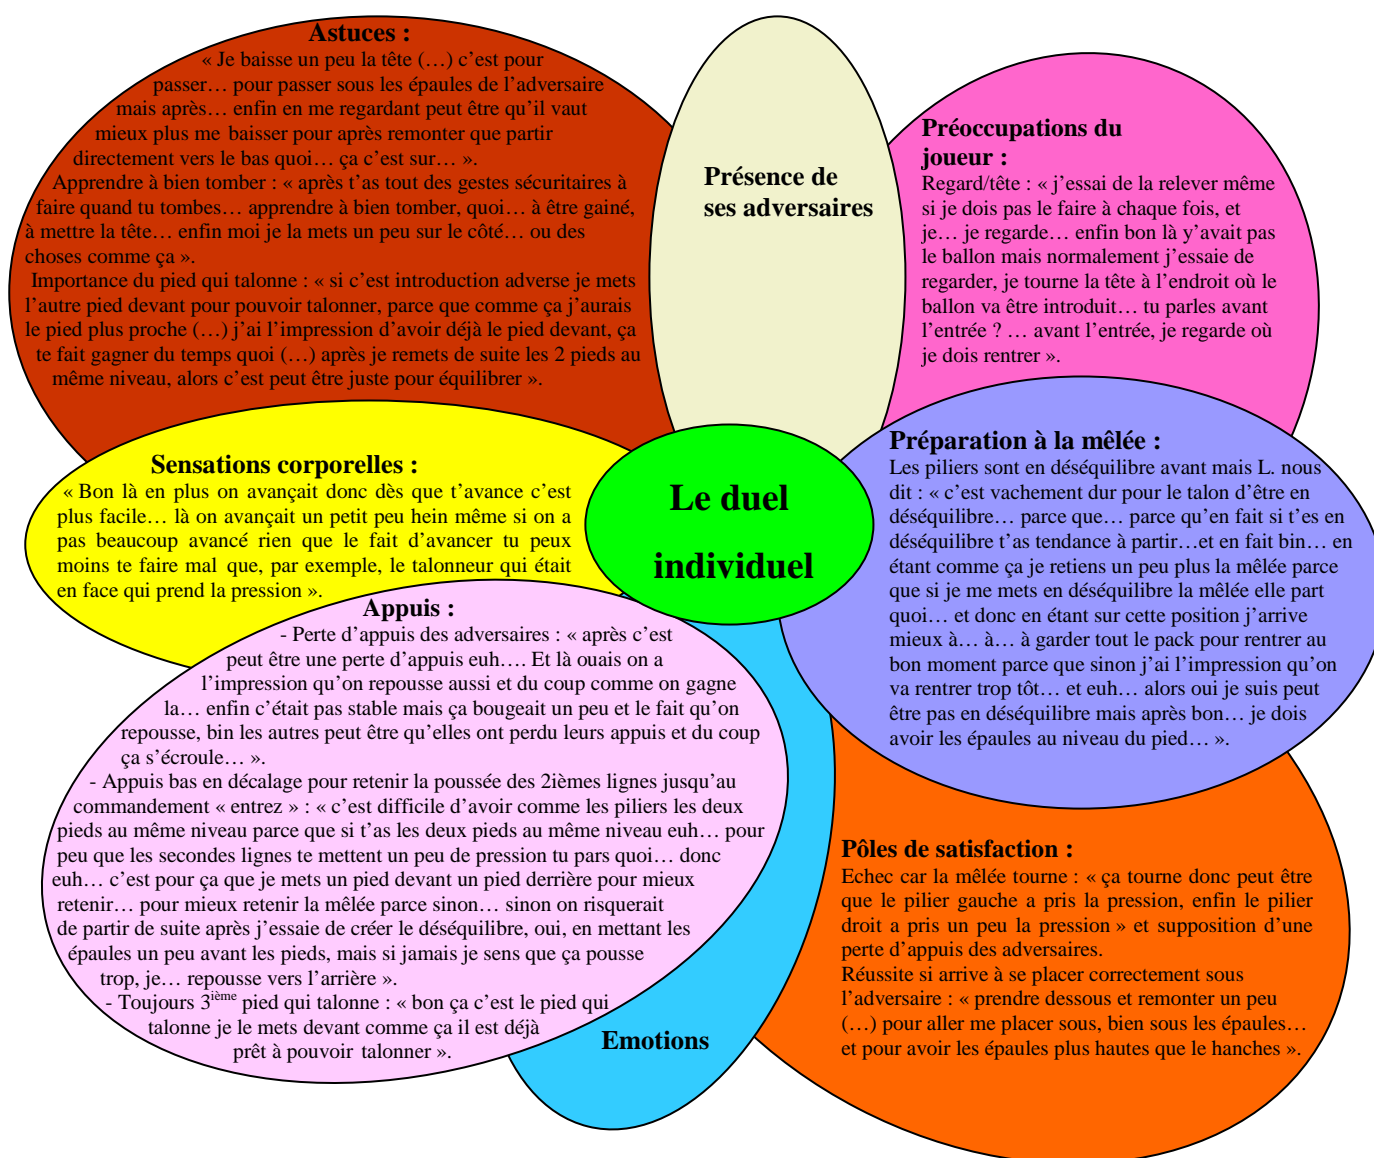 Astuces :
« Je baisse un peu la tête (…) c’est pour
passer… pour passer sous les épaules de l’adversaire
mais après… enfin en me regardant peut être qu’il vaut
mieux plus me baisser pour après remonter que partir
directement vers le bas quoi… ça c’est sur… ».
Apprendre à bien tomber : « après t’as tout des gestes sécuritaires à
faire quand tu tombes… apprendre à bien tomber, quoi… à être gainé,
à mettre la tête… enfin moi je la mets un peu sur le côté… ou des
choses comme ça ».
Importance du pied qui talonne : « si c’est introduction adverse je mets
l’autre pied devant pour pouvoir talonner, parce que comme ça j’aurais
le pied plus proche (…) j’ai l’impression d’avoir déjà le pied devant, ça
te fait gagner du temps quoi (…) après je remets de suite les 2 pieds au
même niveau, alors c’est peut être juste pour équilibrer ».
Présence de
ses adversaires
Préoccupations du
joueur :
Regard/tête : « j’essai de la relever même
si je dois pas le faire à chaque fois, et
je… je regarde… enfin bon là y’avait pas
le ballon mais normalement j’essaie de
regarder, je tourne la tête à l’endroit où le
ballon va être introduit… tu parles avant
l’entrée ? … avant l’entrée, je regarde où
je dois rentrer ».
Sensations corporelles :
« Bon là en plus on avançait donc dès que t’avance c’est
plus facile… là on avançait un petit peu hein même si on a
pas beaucoup avancé rien que le fait d’avancer tu peux
moins te faire mal que, par exemple, le talonneur qui était
en face qui prend la pression ».
Le duel
individuel
Préparation à la mêlée :
Les piliers sont en déséquilibre avant mais L. nous
dit : « c’est vachement dur pour le talon d’être en
déséquilibre… parce que… parce qu’en fait si t’es en
déséquilibre t’as tendance à partir…et en fait bin… en
étant comme ça je retiens un peu plus la mêlée parce
que si je me mets en déséquilibre la mêlée elle part
quoi… et donc en étant sur cette position j’arrive
mieux à… à… à garder tout le pack pour rentrer au
bon moment parce que sinon j’ai l’impression qu’on
va rentrer trop tôt… et euh… alors oui je suis peut
être pas en déséquilibre mais après bon… je dois
avoir les épaules au niveau du pied… ».
Appuis :
- Perte d’appuis des adversaires : « après c’est
peut être une perte d’appuis euh…. Et là ouais on a
l’impression qu’on repousse aussi et du coup comme on gagne
la… enfin c’était pas stable mais ça bougeait un peu et le fait qu’on
repousse, bin les autres peut être qu’elles ont perdu leurs appuis et du coup
ça s’écroule… ».
- Appuis bas en décalage pour retenir la poussée des 2ièmes lignes jusqu’au
commandement « entrez » : « c’est difficile d’avoir comme les piliers les deux
pieds au même niveau parce que si t’as les deux pieds au même niveau euh… pour
peu que les secondes lignes te mettent un peu de pression tu pars quoi… donc
euh… c’est pour ça que je mets un pied devant un pied derrière pour mieux
retenir… pour mieux retenir la mêlée parce sinon… sinon on risquerait
de partir de suite après j’essaie de créer le déséquilibre, oui, en mettant les
épaules un peu avant les pieds, mais si jamais je sens que ça pousse
trop, je… repousse vers l’arrière ».
- Toujours 3ième pied qui talonne : « bon ça c’est le pied qui
talonne je le mets devant comme ça il est déjà
prêt à pouvoir talonner ».
Emotions
Pôles de satisfaction :
Echec car la mêlée tourne : « ça tourne donc peut être
que le pilier gauche a pris la pression, enfin le pilier
droit a pris un peu la pression » et supposition d’une
perte d’appuis des adversaires.
Réussite si arrive à se placer correctement sous
l’adversaire : « prendre dessous et remonter un peu
(…) pour aller me placer sous, bien sous les épaules…
et pour avoir les épaules plus hautes que le hanches ».